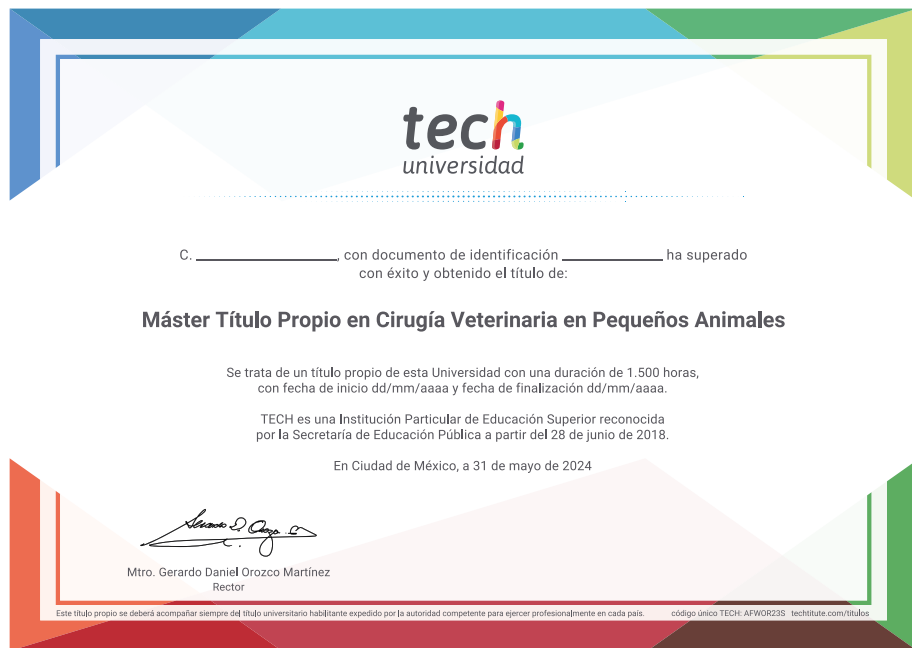 tech
universidad
C. ____________, con documento de identificación ____________ ha superado
con éxito y obtenido el título de:
Máster Título Propio en Cirugía Veterinaria en Pequeños Animales
Se trata de un título propio de esta Universidad con una duración de 1.500 horas,
con fecha de inicio dd/mm/aaaa y fecha de finalización dd/mm/aaaa.
TECH es una Institución Particular de Educación Superior reconocida
por la Secretaría de Educación Pública a partir del 28 de junio de 2018.
En Ciudad de México, a 31 de mayo de 2024
Mtro. Gerardo Daniel Orozco Martínez
Rector
Este título propio se deberá acompañar siempre del título universitario habilitante expedido por la autoridad competente para ejercer profesionalmente en cada país. código único TECH: AFWOR23S techtitute.com/titulos